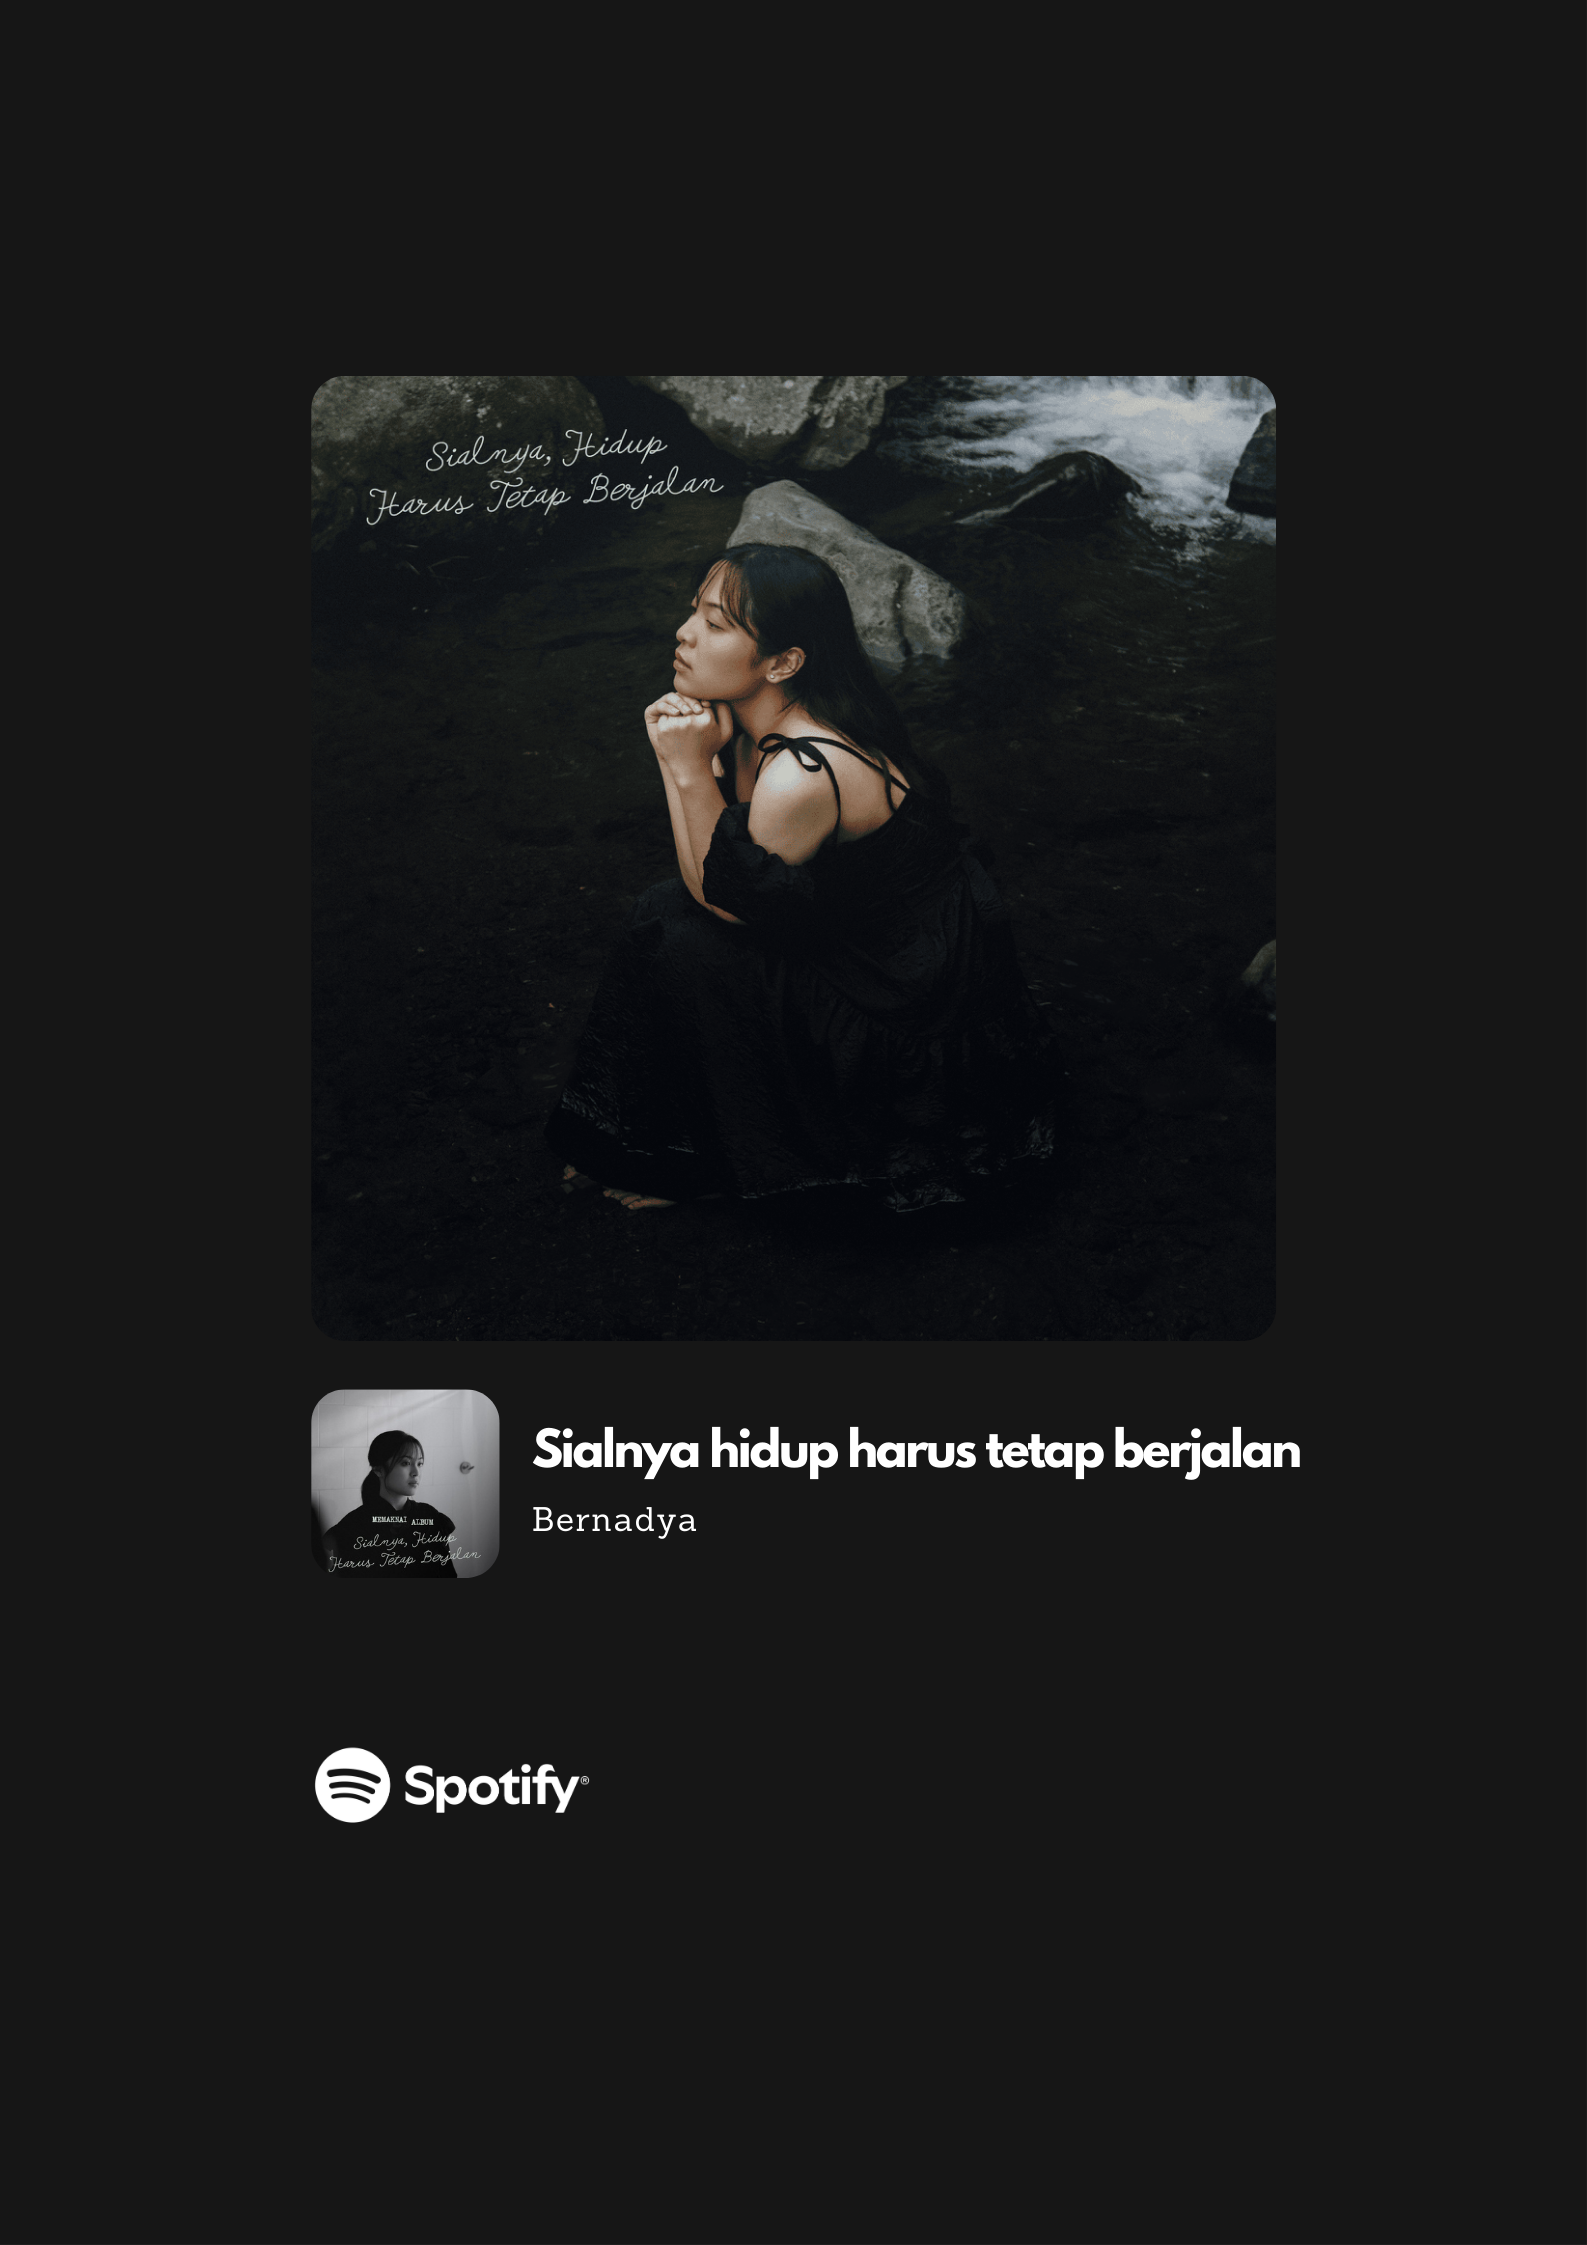 Sialnya, Hidup
Harus Tetap Berjalan
Sialnya hidup harus tetap berjalan
Bernadya
MEMAKNAI ALBUM
Sialnya, Hidup
Harus Tetap Berjalan
Spotify®